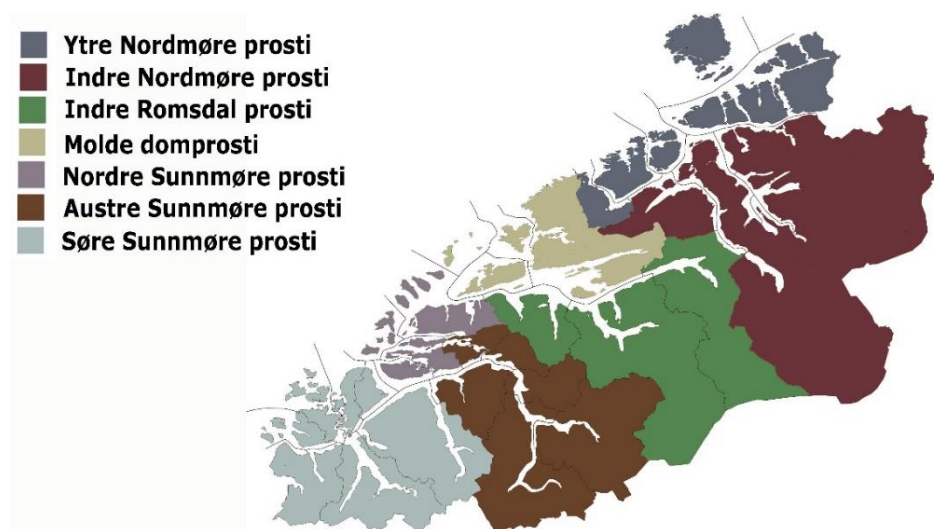 Ytre Nordmøre prosti
Indre Nordmøre prosti
Indre Romsdal prosti
Molde domprosti
Nordre Sunnmøre prosti
Austre Sunnmøre prosti
Søre Sunnmøre prosti